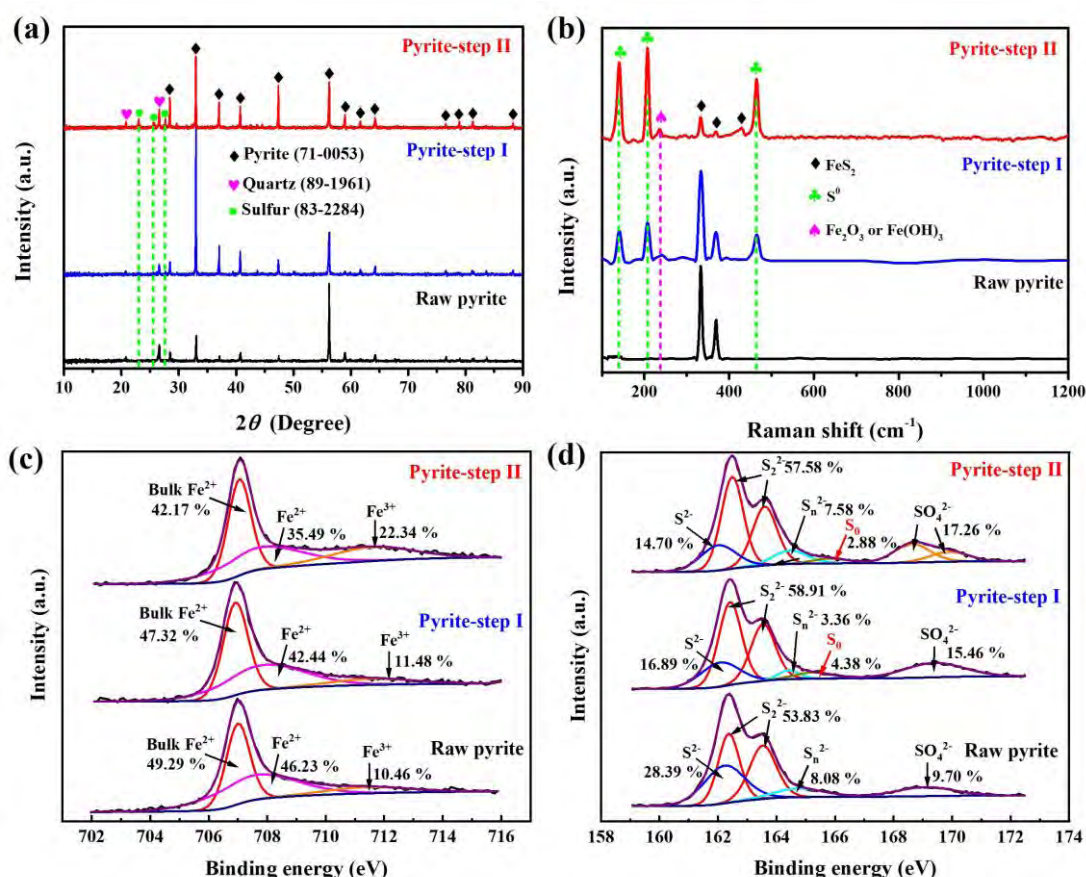 (a)
Pyrite-step II
Pyrite (71-0053)
Pyrite-step I
Quartz (89-1961)
Sulfur (83-2284)
Raw pyrite
Intensity (a.u.)
10 20 30 40 50 60 70 80 90
2θ (Degree)
(b)
Pyrite-step II
Pyrite-step I
FeS₂
S⁰
Fe₂O₃ or Fe(OH)₃
Raw pyrite
Intensity (a.u.)
200 400 600 800 1000 1200
Raman shift (cm⁻¹)
(c)
Pyrite-step II
Bulk Fe²⁺
42.17 %
Fe²⁺
35.49 %
Fe³⁺
22.34 %
Pyrite-step I
Bulk Fe²⁺
47.32 %
Fe²⁺
42.44 %
Fe³⁺
11.48 %
Raw pyrite
Bulk Fe²⁺
49.29 %
Fe²⁺
46.23 %
Fe³⁺
10.46 %
Intensity (a.u.)
702 704 706 708 710 712 714 716
Binding energy (eV)
(d)
Pyrite-step II
S₂²⁻ 57.58 %
Sₙ²⁻ 7.58 %
S₀
2.88 %
SO₄²⁻
17.26 %
S²⁻
14.70 %
Pyrite-step I
S₂²⁻ 58.91 %
Sₙ²⁻ 3.36 %
S₀
4.38 %
SO₄²⁻
15.46 %
S²⁻
16.89 %
Raw pyrite
S₂²⁻ 53.83 %
Sₙ²⁻
8.08 %
SO₄²⁻
9.70 %
S²⁻
28.39 %
Intensity (a.u.)
158 160 162 164 166 168 170 172 174
Binding energy (eV)